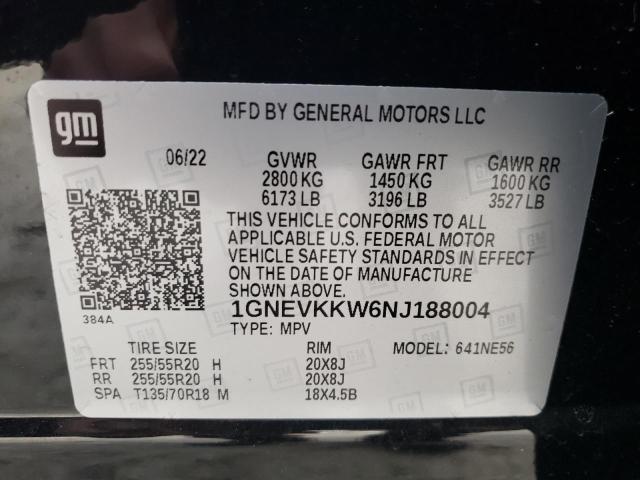 gm
MFD BY GENERAL MOTORS LLC
06/22 GVWR GAWR FRT GAWR RR
2800 KG 1450 KG 1600 KG
6173 LB 3196 LB 3527 LB
THIS VEHICLE CONFORMS TO ALL
APPLICABLE U.S. FEDERAL MOTOR
VEHICLE SAFETY STANDARDS IN EFFECT
ON THE DATE OF MANUFACTURE
SHOWN ABOVE.
384A
1GNEVKKW6NJ188004
TYPE: MPV
TIRE SIZE RIM MODEL: 641NE56
FRT 255/55R20 H 20X8J
RR 255/55R20 H 20X8J
SPA T135/70R18 M 18X4.5B